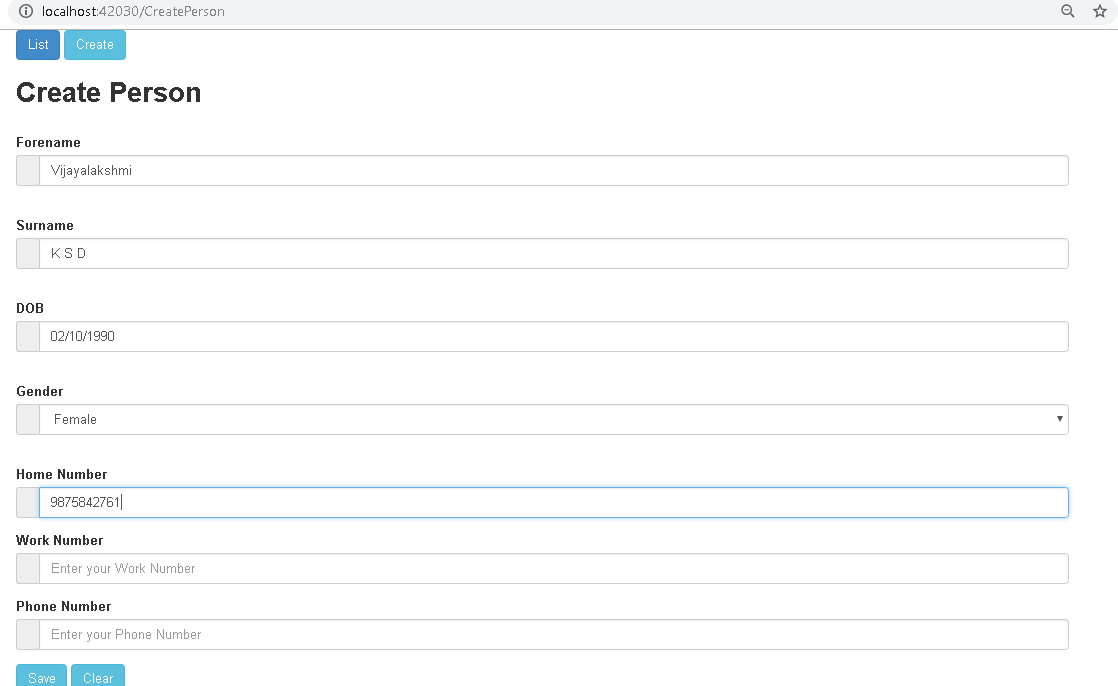 localhost:42030/CreatePerson
List Create
Create Person
Forename
Vijayalakshmi
Surname
K S D
DOB
02/10/1990
Gender
Female
Home Number
9875842761
Work Number
Enter your Work Number
Phone Number
Enter your Phone Number
Save Clear